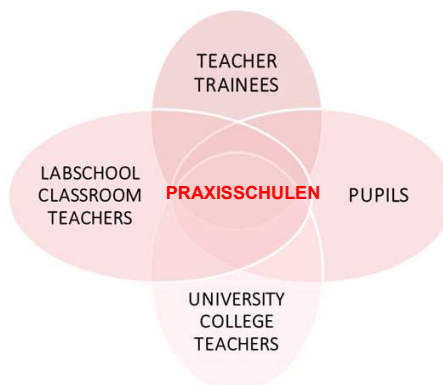 TEACHER
TRAINEES
LABSCHOOL
CLASSROOM
TEACHERS
PRAXISSCHULEN
PUPILS
UNIVERSITY
COLLEGE
TEACHERS